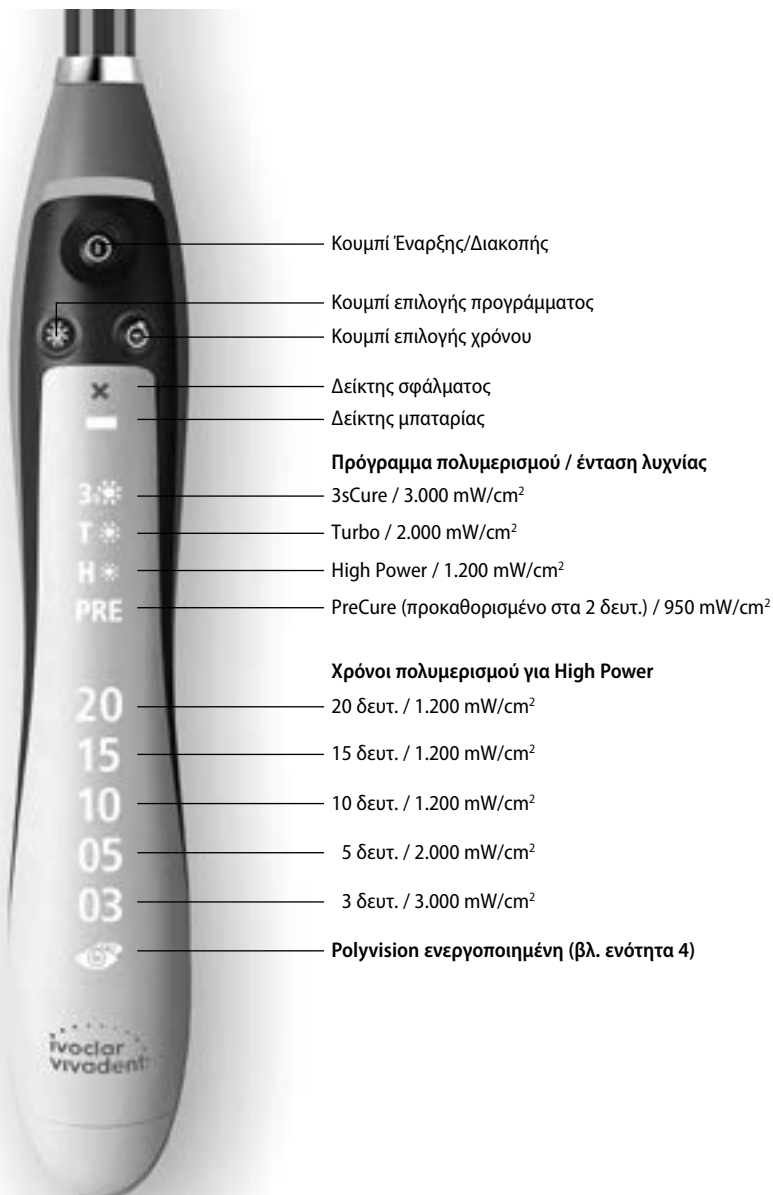 Κουμπί Έναρξης/Διακοπής
Κουμπί επιλογής προγράμματος
Κουμπί επιλογής χρόνου
Δείκτης σφάλματος
Δείκτης μπαταρίας
Πρόγραμμα πολυμερισμού / ένταση λυχνίας
3s 3sCure / 3.000 mW/cm²
T Turbo / 2.000 mW/cm²
H High Power / 1.200 mW/cm²
PRE PreCure (προκαθορισμένο στα 2 δευτ.) / 950 mW/cm²
Χρόνοι πολυμερισμού για High Power
20 20 δευτ. / 1.200 mW/cm²
15 15 δευτ. / 1.200 mW/cm²
10 10 δευτ. / 1.200 mW/cm²
05 5 δευτ. / 2.000 mW/cm²
03 3 δευτ. / 3.000 mW/cm²
Polyvision ενεργοποιημένη (βλ. ενότητα 4)
ivoclar
vivadent